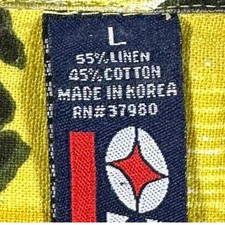 L
55% LINEN
45% COTTON
MADE IN KOREA
RN#37980